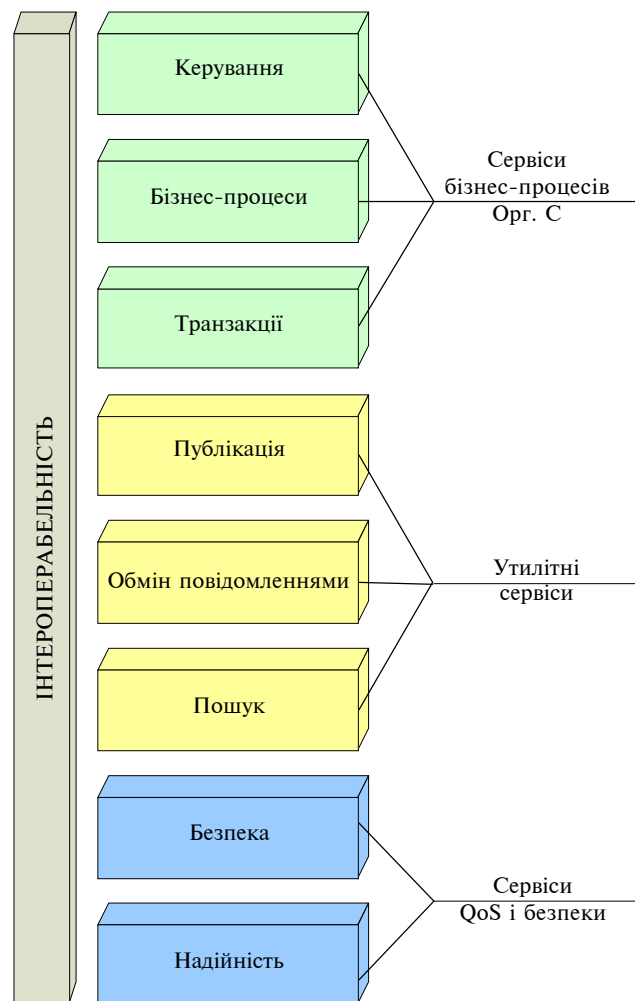 ІНТЕРОПЕРАБЕЛЬНІСТЬ
Керування
Бізнес-процеси
Транзакції
Сервіси
бізнес-процесів
Орг. С
Публікація
Обмін повідомленнями
Пошук
Утилітні
сервіси
Безпека
Надійність
Сервіси
QoS і безпеки